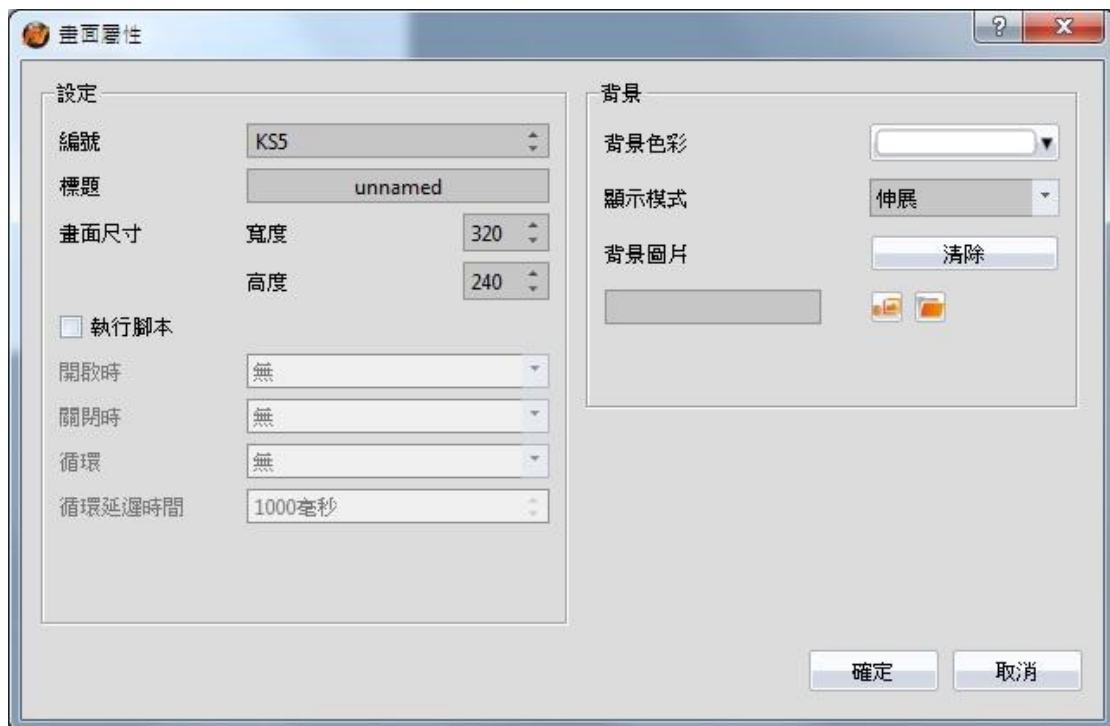 畫面屬性
設定
編號 KS5
標題 unnamed
畫面尺寸 寬度 320
高度 240
執行腳本
開啟時 無
關閉時 無
循環 無
循環延遲時間 1000毫秒
背景
背景色彩
顯示模式 伸展
背景圖片 清除
確定 取消